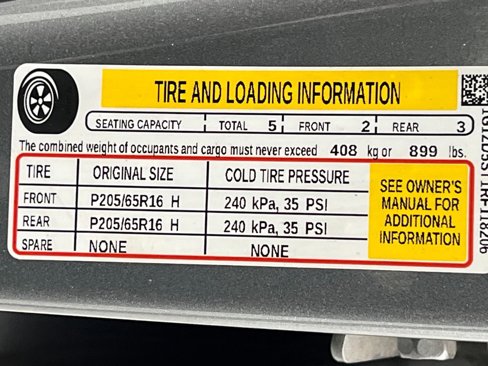 TIRE AND LOADING INFORMATION
SEATING CAPACITY TOTAL 5 FRONT 2 REAR 3
The combined weight of occupants and cargo must never exceed 408 kg or 899 lbs.
TIRE ORIGINAL SIZE COLD TIRE PRESSURE
FRONT P205/65R16 H 240 kPa, 35 PSI
REAR P205/65R16 H 240 kPa, 35 PSI
SPARE NONE NONE
SEE OWNER'S
MANUAL FOR
ADDITIONAL
INFORMATION